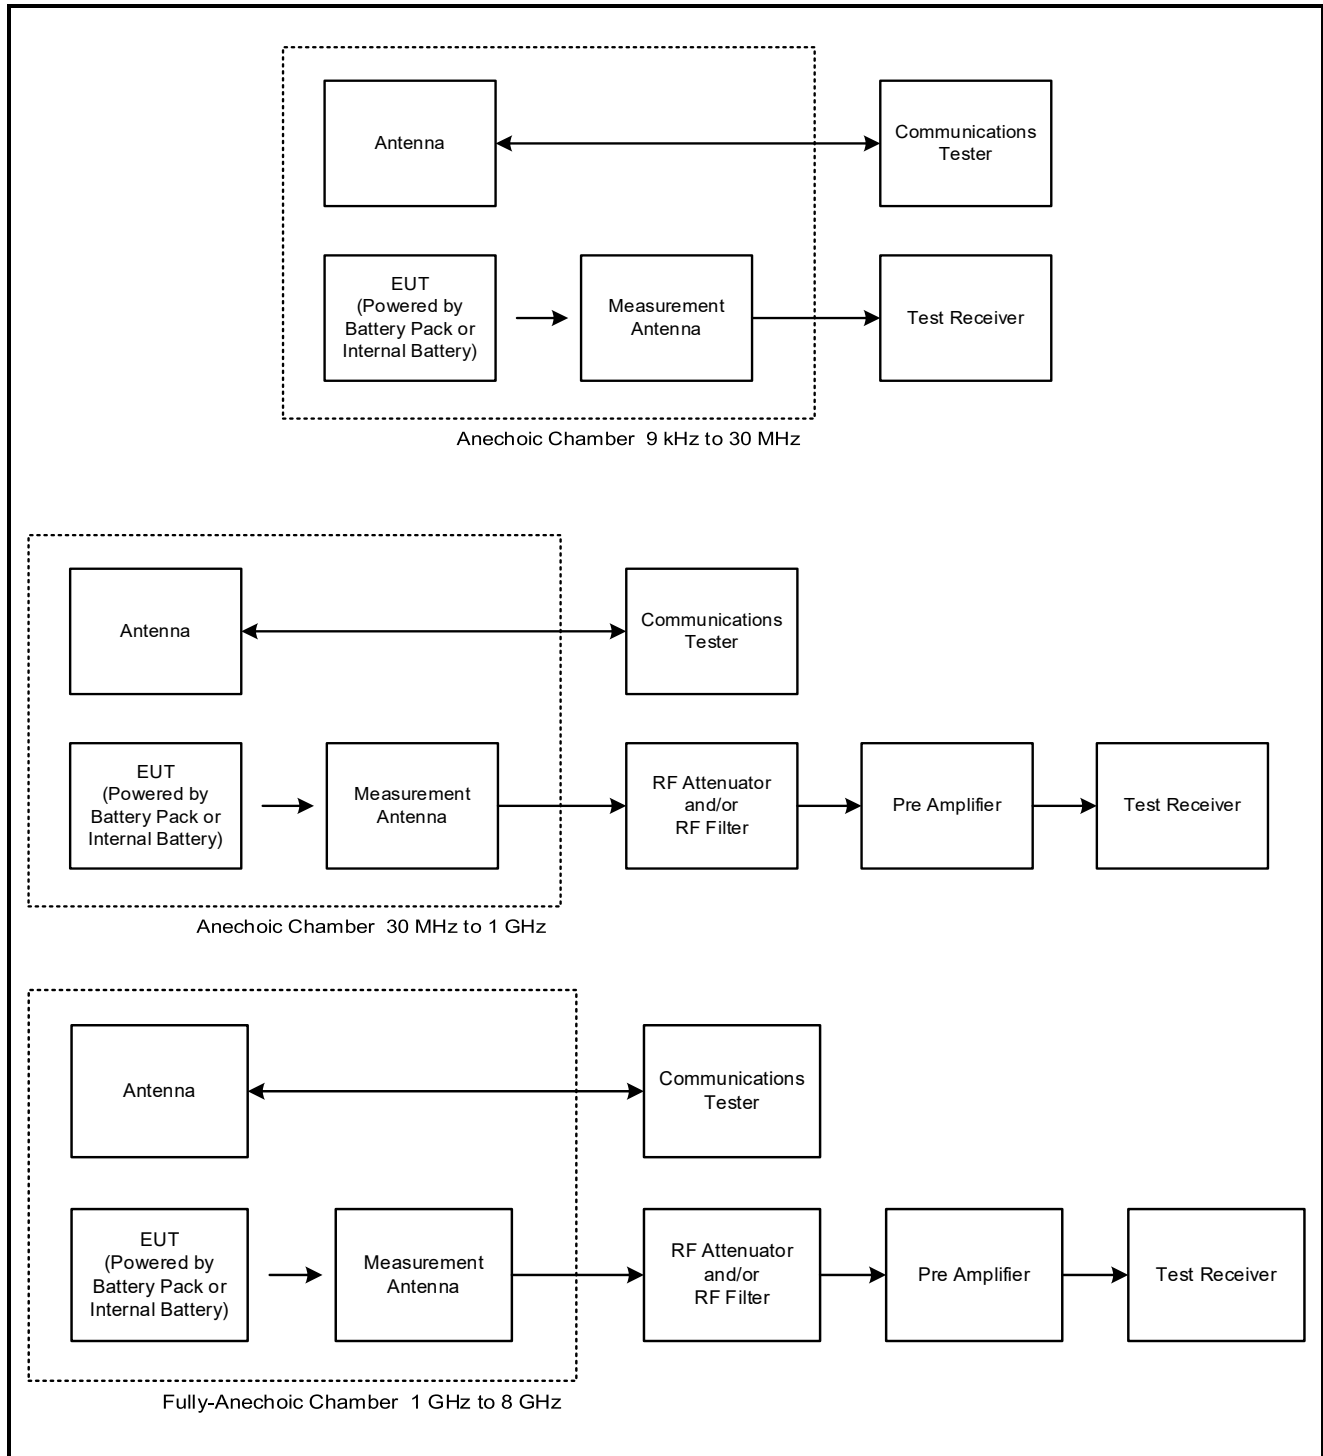 Antenna
Communications
Tester
EUT
(Powered by
Battery Pack or
Internal Battery)
Measurement
Antenna
Test Receiver
Anechoic Chamber  9 kHz to 30 MHz
Antenna
Communications
Tester
EUT
(Powered by
Battery Pack or
Internal Battery)
Measurement
Antenna
RF Attenuator
and/or
RF Filter
Pre Amplifier
Test Receiver
Anechoic Chamber  30 MHz to 1 GHz
Antenna
Communications
Tester
EUT
(Powered by
Battery Pack or
Internal Battery)
Measurement
Antenna
RF Attenuator
and/or
RF Filter
Pre Amplifier
Test Receiver
Fully-Anechoic Chamber  1 GHz to 8 GHz